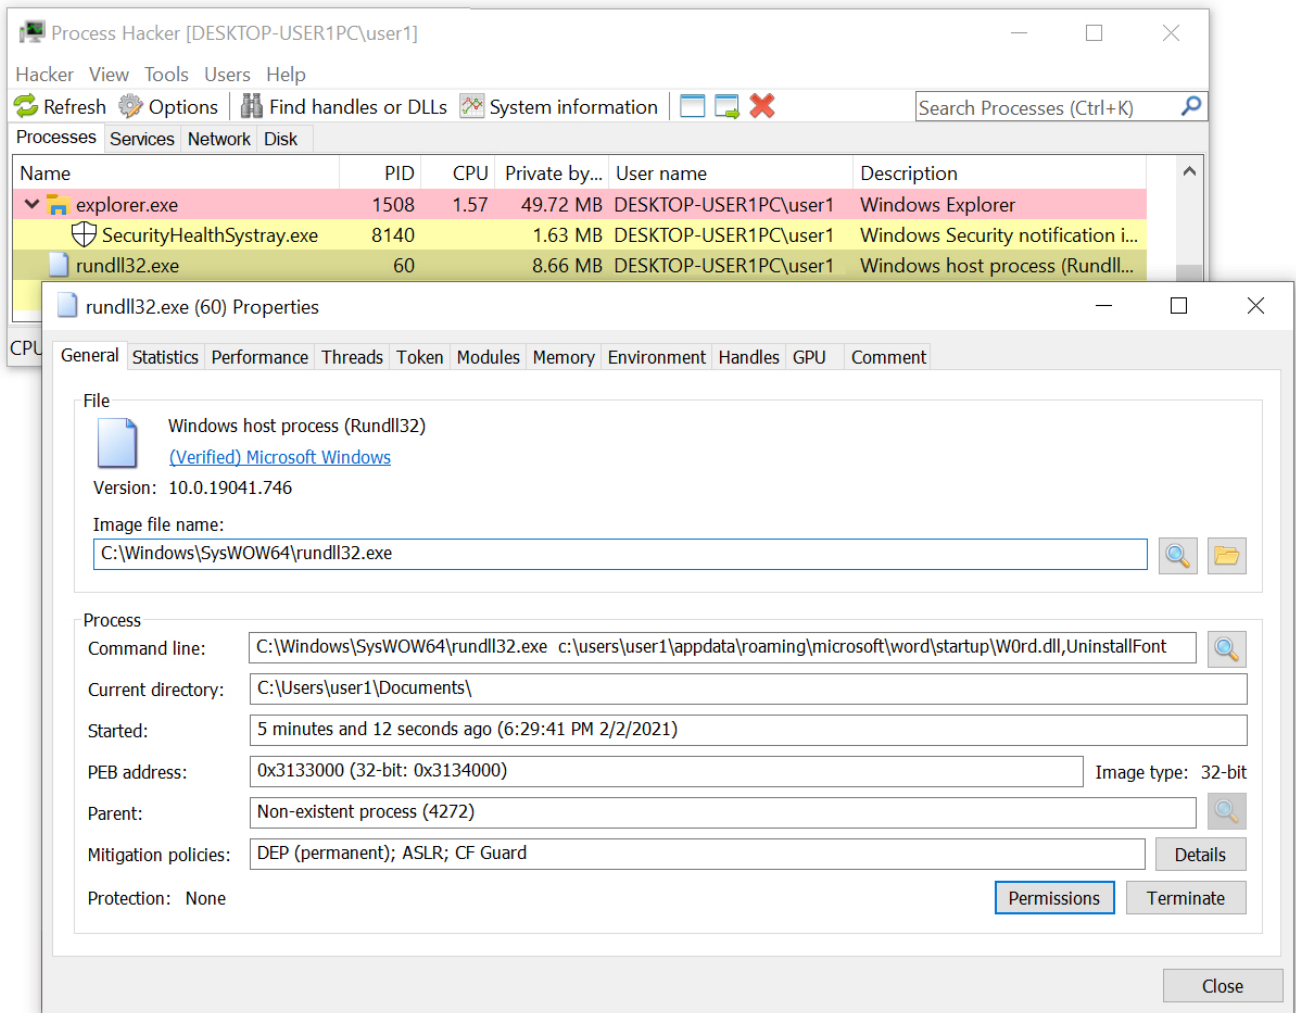 Process Hacker [DESKTOP-USER1PC\user1]
Hacker View Tools Users Help
Refresh Options Find handles or DLLs System information Search Processes (Ctrl+K)
Processes Services Network Disk
Name PID CPU Private by... User name Description
explorer.exe 1508 1.57 49.72 MB DESKTOP-USER1PC\user1 Windows Explorer
SecurityHealthSystray.exe 8140 1.63 MB DESKTOP-USER1PC\user1 Windows Security notification i...
rundll32.exe 60 8.66 MB DESKTOP-USER1PC\user1 Windows host process (Rundll...
CPU
rundll32.exe (60) Properties
General Statistics Performance Threads Token Modules Memory Environment Handles GPU Comment
File
Windows host process (Rundll32)
(Verified) Microsoft Windows
Version: 10.0.19041.746
Image file name:
C:\Windows\SysWOW64\rundll32.exe
Process
Command line: C:\Windows\SysWOW64\rundll32.exe c:\users\user1\appdata\roaming\microsoft\word\startup\W0rd.dll,UninstallFont
Current directory: C:\Users\user1\Documents\
Started: 5 minutes and 12 seconds ago (6:29:41 PM 2/2/2021)
PEB address: 0x3133000 (32-bit: 0x3134000) Image type: 32-bit
Parent: Non-existent process (4272)
Mitigation policies: DEP (permanent); ASLR; CF Guard Details
Protection: None Permissions Terminate
Close